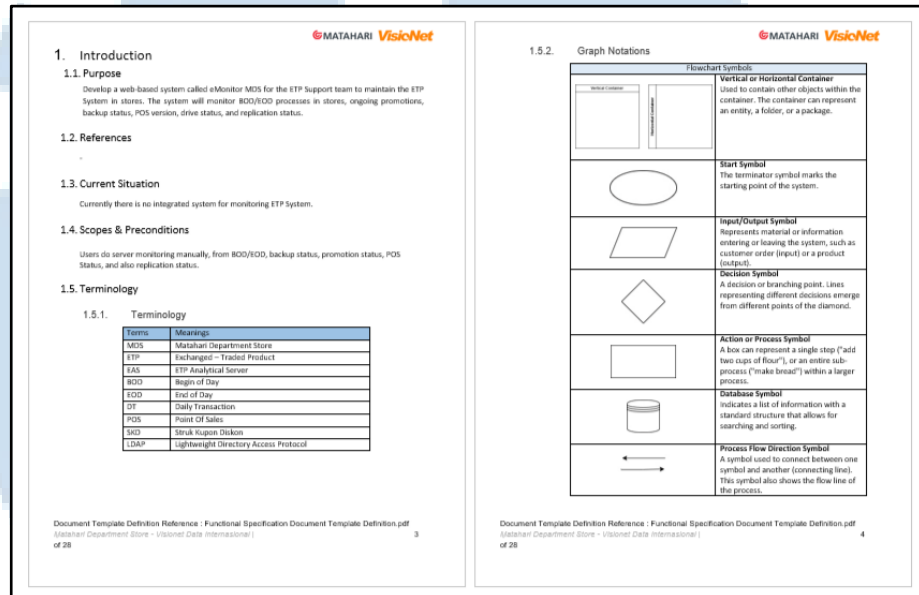 MATAHARI VisioNet
1. Introduction
1.1. Purpose
Develop a web-based system called eMonitor MDS for the ETP Support team to maintain the ETP
System in stores. The system will monitor BOD/EOD processes in stores, ongoing promotions,
backup status, POS version, drive status, and replication status.
1.2. References
-
1.3. Current Situation
Currently there is no integrated system for monitoring ETP System.
1.4. Scopes & Preconditions
Users do server monitoring manually, from BOD/EOD, backup status, promotion status, POS
Status, and also replication status.
1.5. Terminology
1.5.1. Terminology
Terms Meanings
MDS Matahari Department Store
ETP Exchanged – Traded Product
EAS ETP Analytical Server
BOD Begin of Day
EOD End of Day
DT Daily Transaction
POS Point Of Sales
SKD Struk Kupon Diskon
LDAP Lightweight Directory Access Protocol
Document Template Definition Reference : Functional Specification Document Template Definition.pdf
Matahari Department Store - Visionet Data Internasional | 3
of 28
MATAHARI VisioNet
1.5.2. Graph Notations
Flowchart Symbols
Vertical Container
Horizontal Container
Vertical or Horizontal Container
Used to contain other objects within the
container. The container can represent
an entity, a folder, or a package.
Start Symbol
The terminator symbol marks the
starting point of the system.
Input/Output Symbol
Represents material or information
entering or leaving the system, such as
customer order (input) or a product
(output).
Decision Symbol
A decision or branching point. Lines
representing different decisions emerge
from different points of the diamond.
Action or Process Symbol
A box can represent a single step ("add
two cups of flour"), or an entire sub-
process ("make bread") within a larger
process.
Database Symbol
Indicates a list of information with a
standard structure that allows for
searching and sorting.
Process Flow Direction Symbol
A symbol used to connect between one
symbol and another (connecting line).
This symbol also shows the flow line of
the process.
Document Template Definition Reference : Functional Specification Document Template Definition.pdf
Matahari Department Store - Visionet Data Internasional | 4
of 28